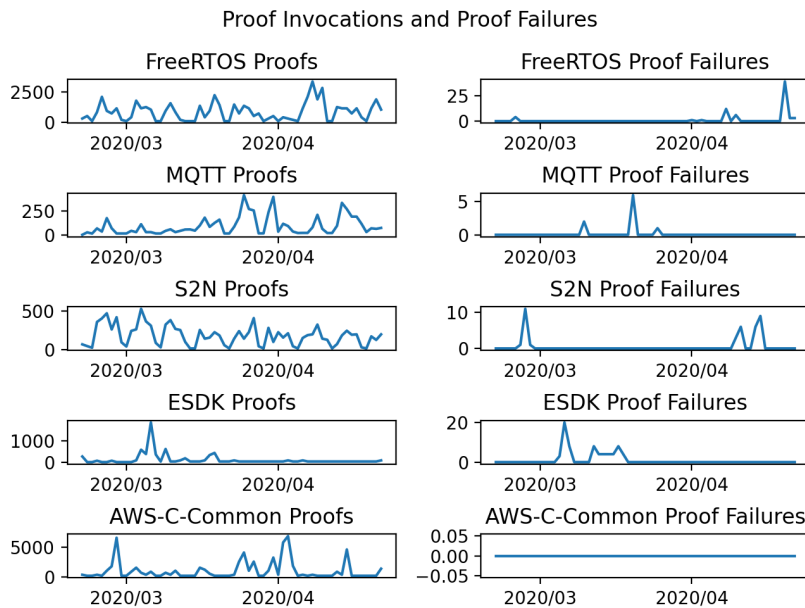 Proof Invocations and Proof Failures
FreeRTOS Proofs
2500
0
2020/03 2020/04
FreeRTOS Proof Failures
25
0
2020/03 2020/04
MQTT Proofs
250
0
2020/03 2020/04
MQTT Proof Failures
5
0
2020/03 2020/04
S2N Proofs
500
0
2020/03 2020/04
S2N Proof Failures
10
0
2020/03 2020/04
ESDK Proofs
1000
0
2020/03 2020/04
ESDK Proof Failures
20
0
2020/03 2020/04
AWS-C-Common Proofs
5000
0
2020/03 2020/04
AWS-C-Common Proof Failures
0.05
0.00
−0.05
2020/03 2020/04